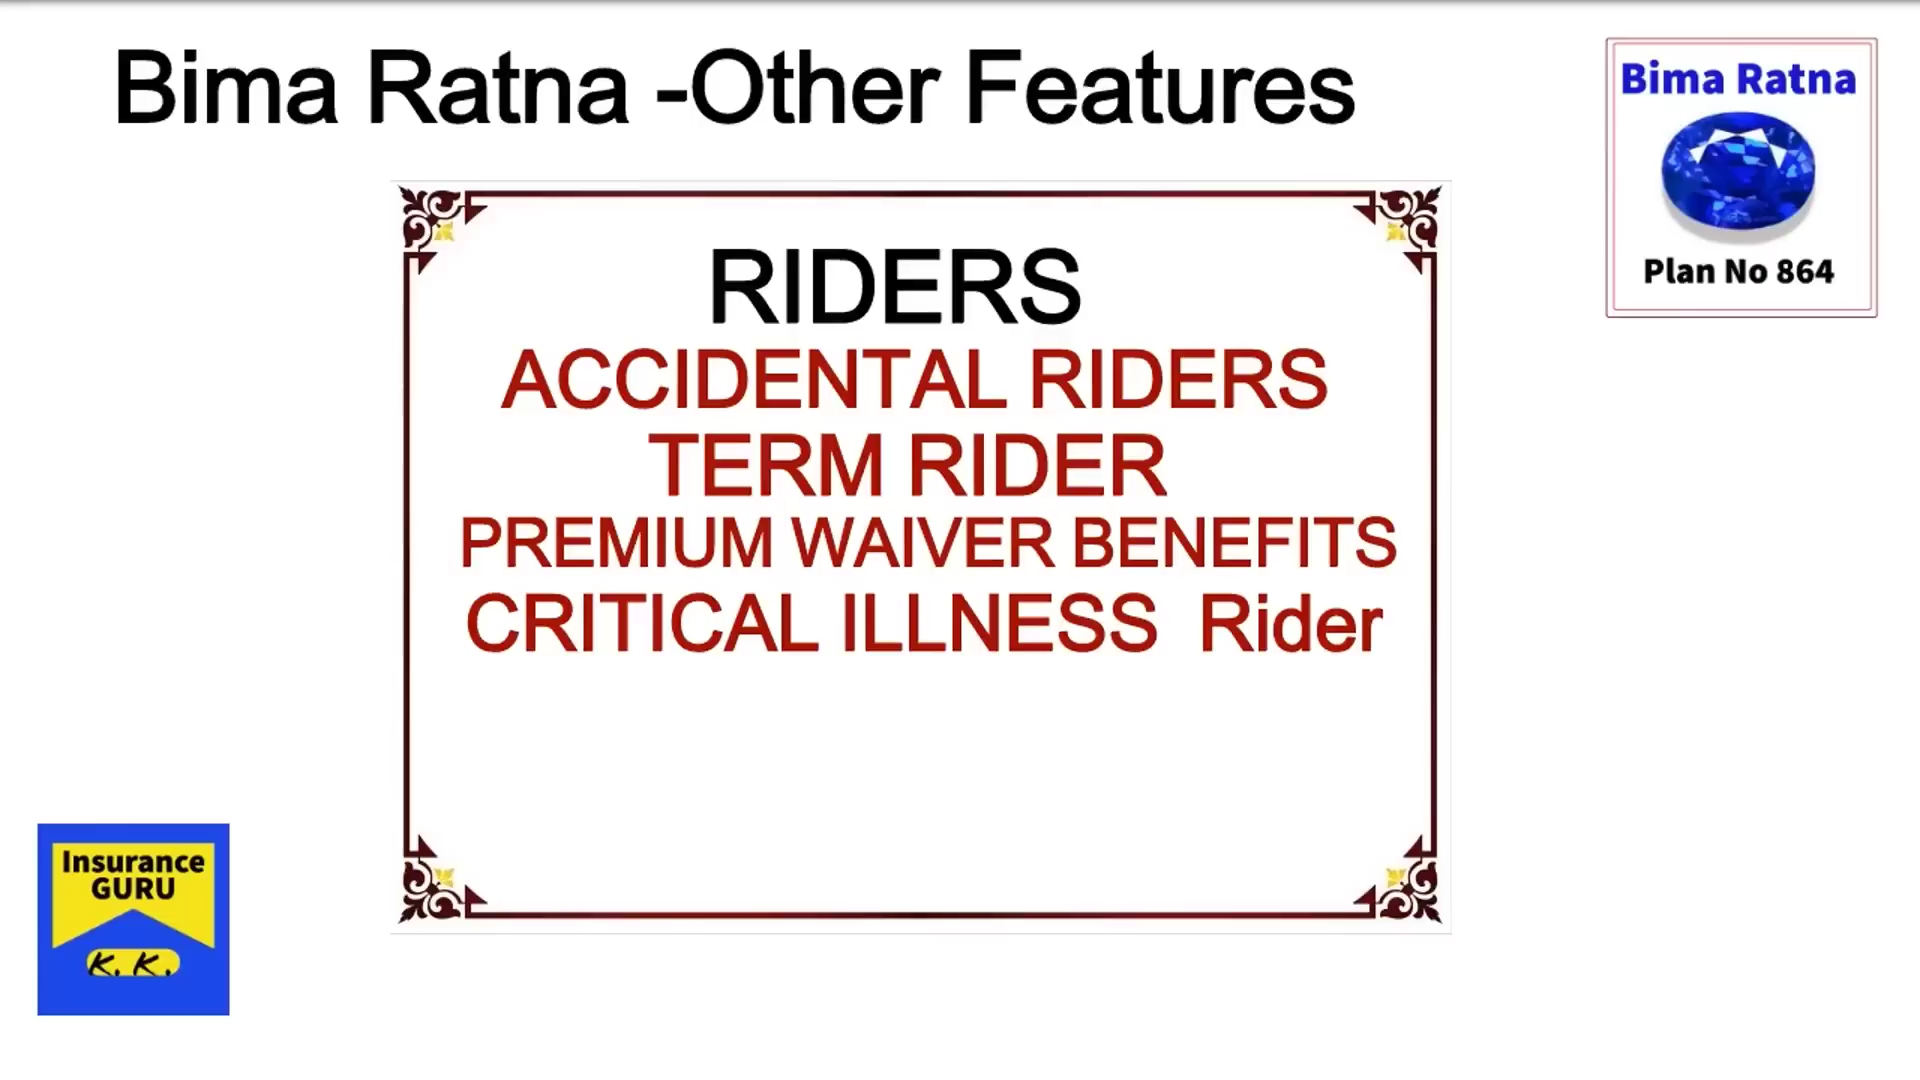 Bima Ratna -Other Features
Bima Ratna
Plan No 864
RIDERS
ACCIDENTAL RIDERS
TERM RIDER
PREMIUM WAIVER BENEFITS
CRITICAL ILLNESS Rider
Insurance
GURU
K. K.